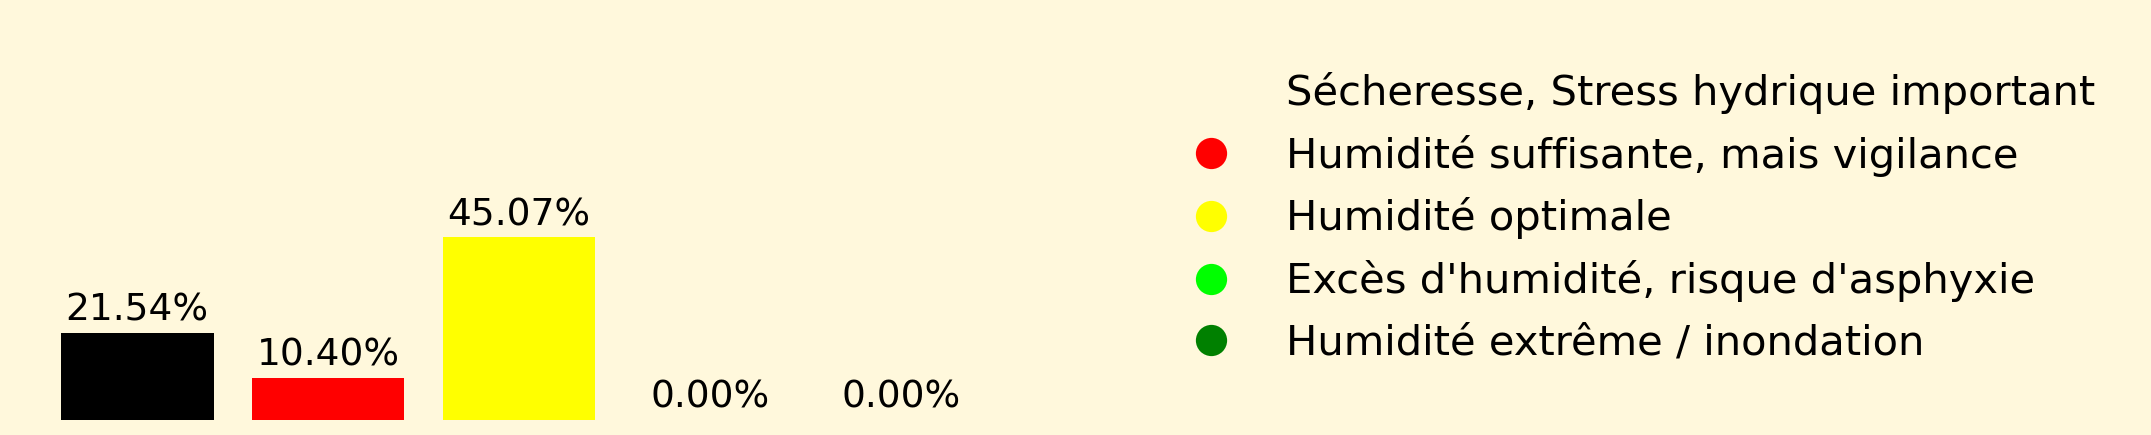 21.54%
10.40%
45.07%
0.00%
0.00%
Sécheresse, Stress hydrique important
Humidité suffisante, mais vigilance
Humidité optimale
Excès d'humidité, risque d'asphyxie
Humidité extrême / inondation